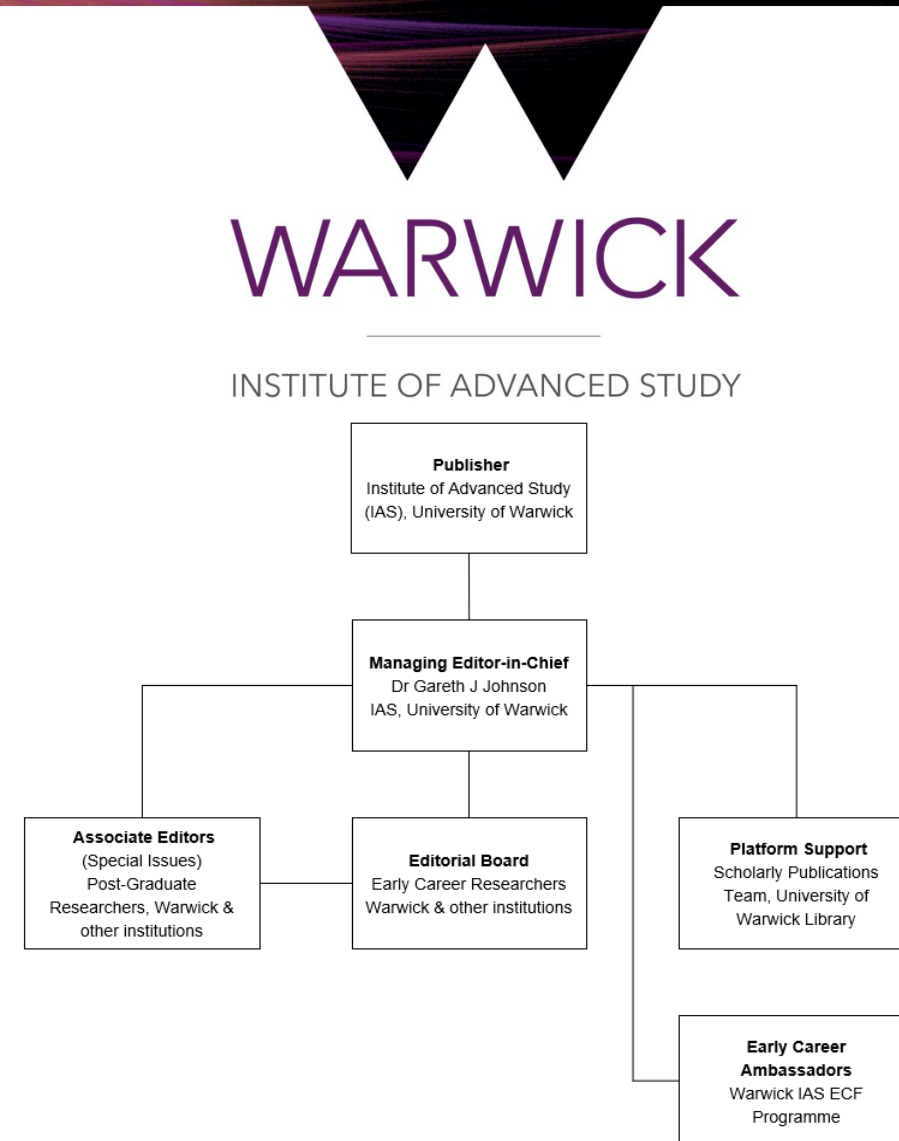 WARWICK
INSTITUTE OF ADVANCED STUDY
Publisher
Institute of Advanced Study
(IAS), University of Warwick
Managing Editor-in-Chief
Dr Gareth J Johnson
IAS, University of Warwick
Associate Editors
(Special Issues)
Post-Graduate
Researchers, Warwick &
other institutions
Editorial Board
Early Career Researchers
Warwick & other institutions
Platform Support
Scholarly Publications
Team, University of
Warwick Library
Early Career
Ambassadors
Warwick IAS ECF
Programme